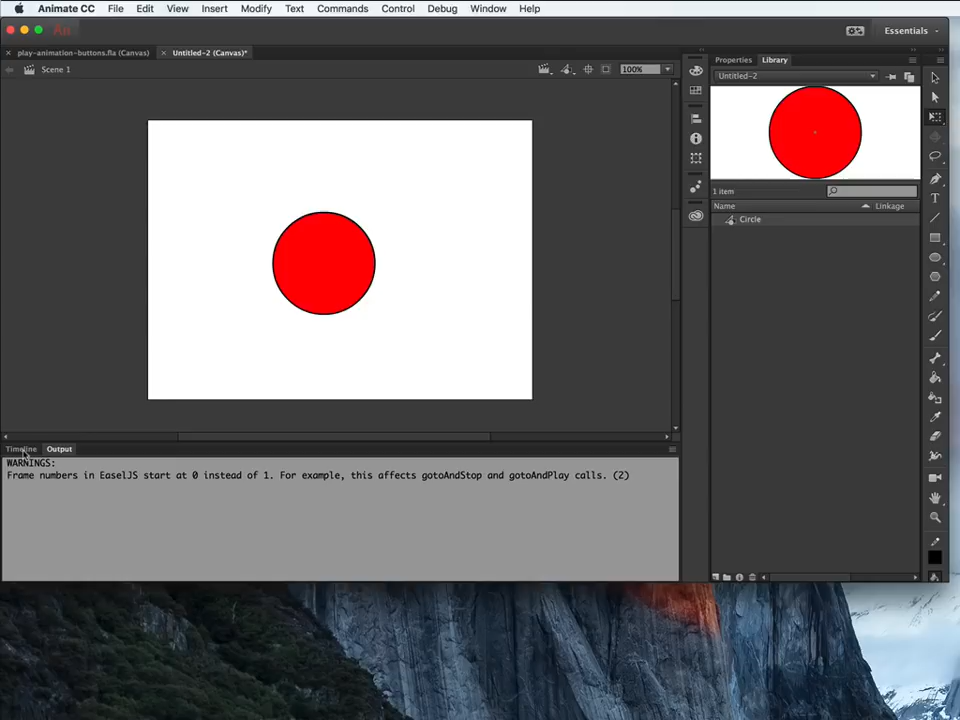 Animate CC File Edit View Insert Modify Text Commands Control Debug Window Help
An Essentials
play-animation-buttons.fla (Canvas) Untitled-2 (Canvas)*
Properties Library
Scene 1 100%
Untitled-2
1 item
Name Linkage
Circle
Timeline Output
WARNINGS:
Frame numbers in EaselJS start at 0 instead of 1. For example, this affects gotoAndStop and gotoAndPlay calls. (2)